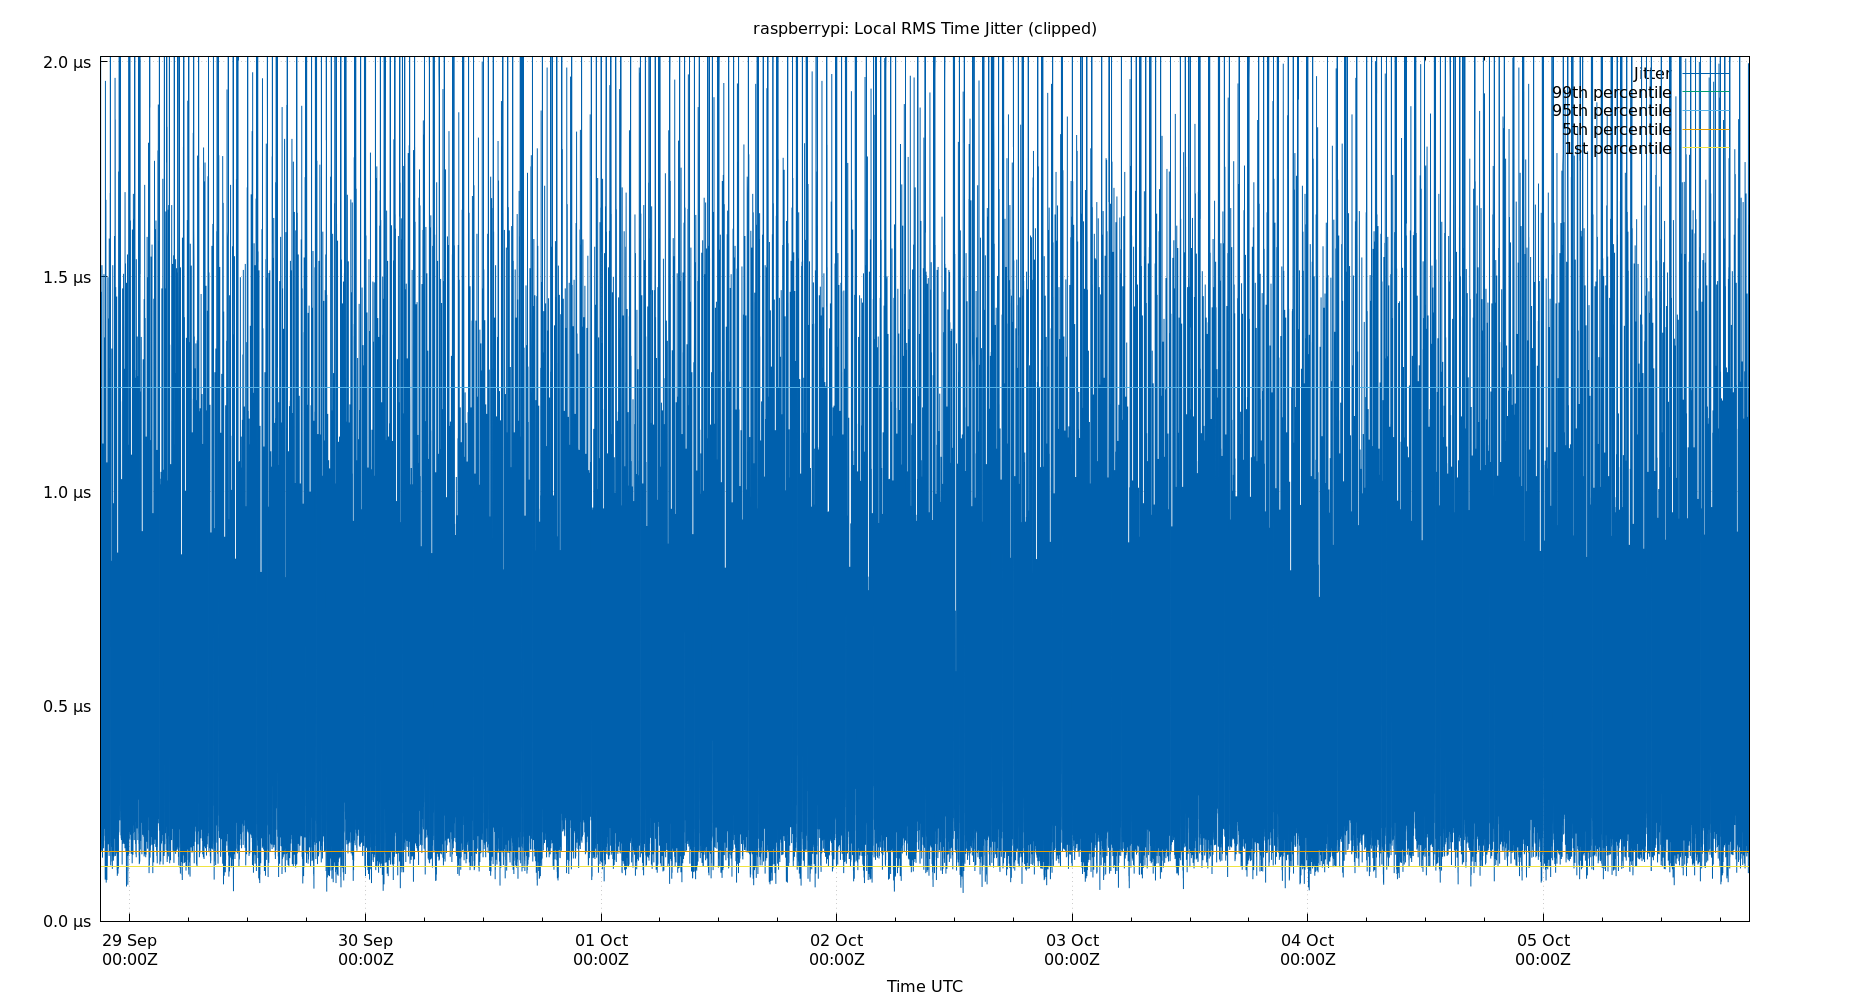 raspberrypi: Local RMS Time Jitter (clipped)
2.0 μs
1.5 μs
1.0 μs
0.5 μs
0.0 μs
Jitter
99th percentile
95th percentile
5th percentile
1st percentile
29 Sep 30 Sep 01 Oct 02 Oct 03 Oct 04 Oct 05 Oct
00:00Z 00:00Z 00:00Z 00:00Z 00:00Z 00:00Z 00:00Z
Time UTC